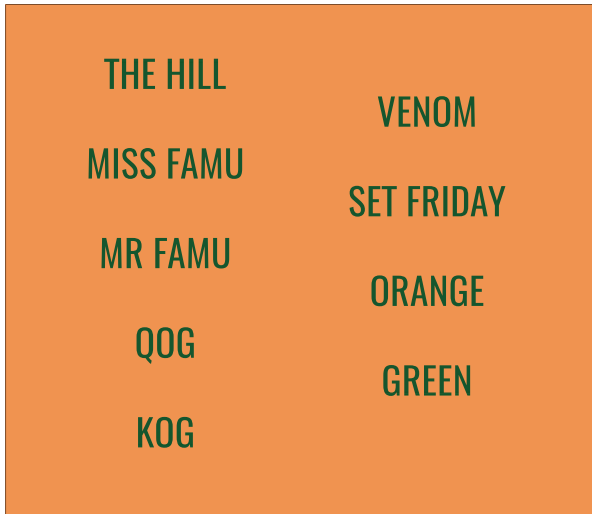 THE HILL
MISS FAMU
MR FAMU
QOG
KOG
VENOM
SET FRIDAY
ORANGE
GREEN